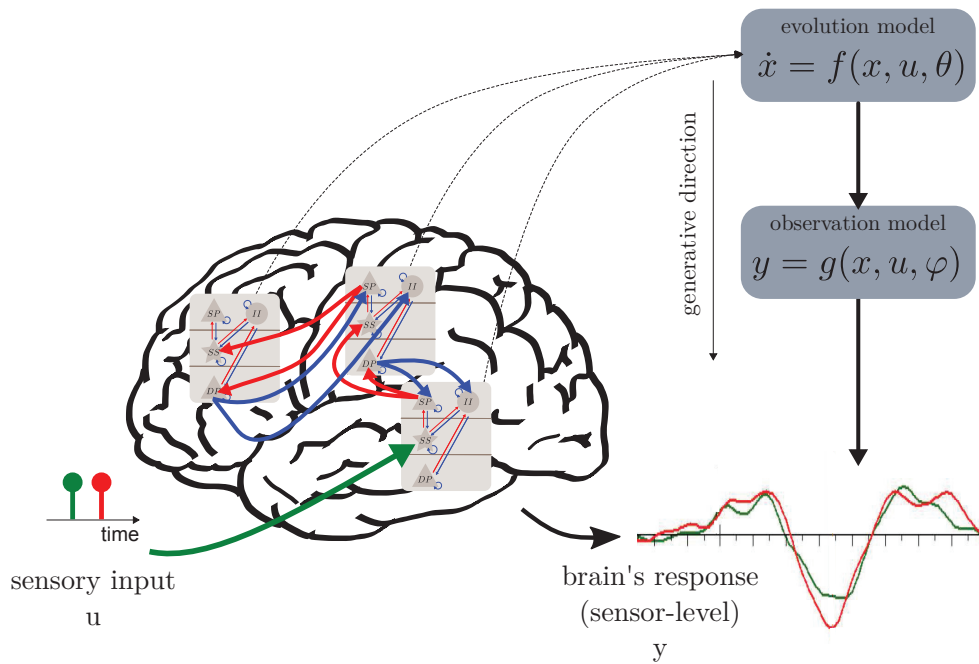 evolution model
ẋ = f(x, u, θ)
generative direction
observation model
y = g(x, u, φ)
SP II
SS
DP
SP II
SS
DP
SP II
SS
DP
time
sensory input
u
brain's response
(sensor-level)
y